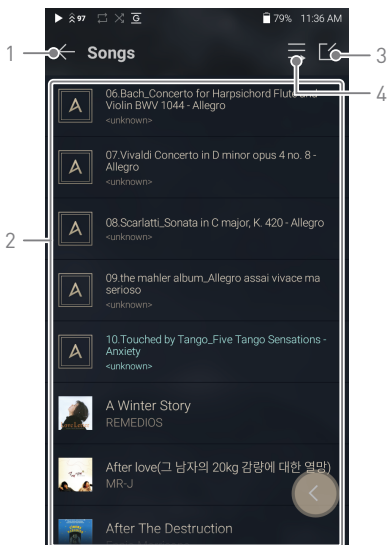 97 G 79% 11:36 AM
1 Songs 3
4
06.Bach_Concerto for Harpsichord Flute and
Violin BWV 1044 - Allegro
<unknown>
07.Vivaldi Concerto in D minor opus 4 no. 8 -
Allegro
<unknown>
2
08.Scarlatti_Sonata in C major, K. 420 - Allegro
<unknown>
09.the mahler album_Allegro assai vivace ma
serioso
<unknown>
10.Touched by Tango_Five Tango Sensations -
Anxiety
<unknown>
A Winter Story
REMEDIOS
After love(그 남자의 20kg 감량에 대한 열망)
MR-J
After The Destruction